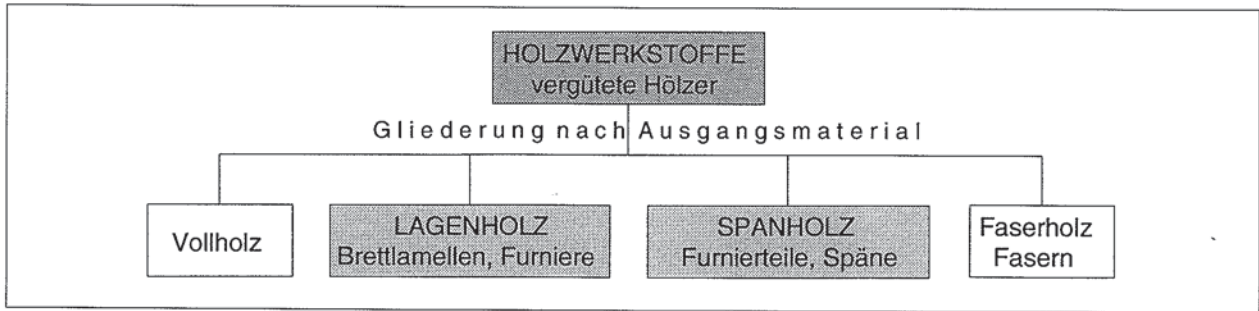 HOLZWERKSTOFFE
vergütete Hölzer
Gliederung nach Ausgangsmaterial
Vollholz
LAGENHOLZ
Brettlamellen, Furniere
SPANHOLZ
Furnierteile, Späne
Faserholz
Fasern